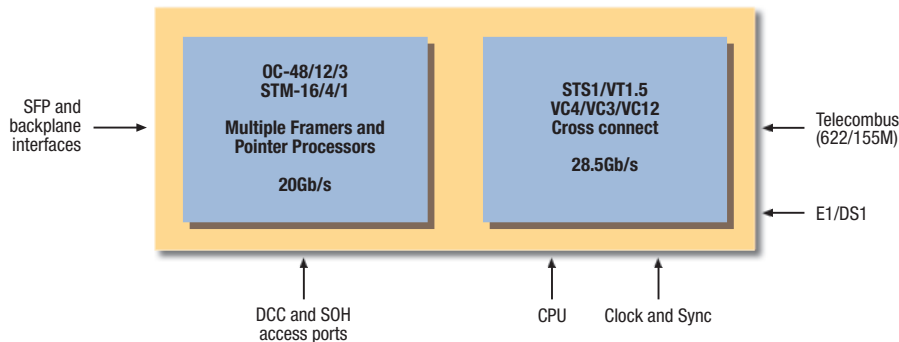 OC-48/12/3
STM-16/4/1
Multiple Framers and
Pointer Processors
20Gb/s
STS1/VT1.5
VC4/VC3/VC12
Cross connect
28.5Gb/s
SFP and
backplane
interfaces
Telecombus
(622/155M)
E1/DS1
DCC and SOH
access ports
CPU
Clock and Sync